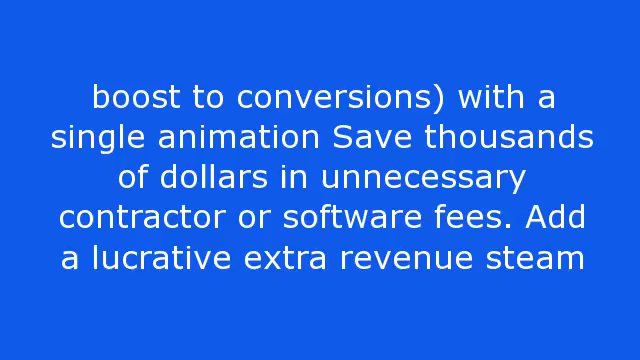 boost to conversions) with a
single animation Save thousands
of dollars in unnecessary
contractor or software fees. Add
a lucrative extra revenue steam